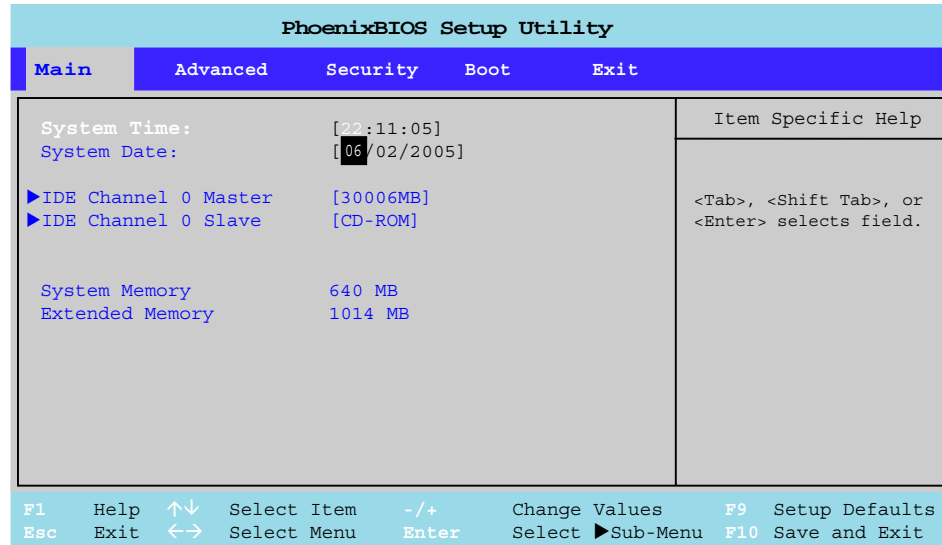 PhoenixBIOS Setup Utility
Main Advanced Security Boot Exit
System Time: [22:11:05]
System Date: [06/02/2005]
▶IDE Channel 0 Master [30006MB]
▶IDE Channel 0 Slave [CD-ROM]
System Memory 640 MB
Extended Memory 1014 MB
Item Specific Help
<Tab>, <Shift Tab>, or
<Enter> selects field.
F1 Help ↑↓ Select Item -/+ Change Values F9 Setup Defaults
Esc Exit ←→ Select Menu Enter Select ▶Sub-Menu F10 Save and Exit